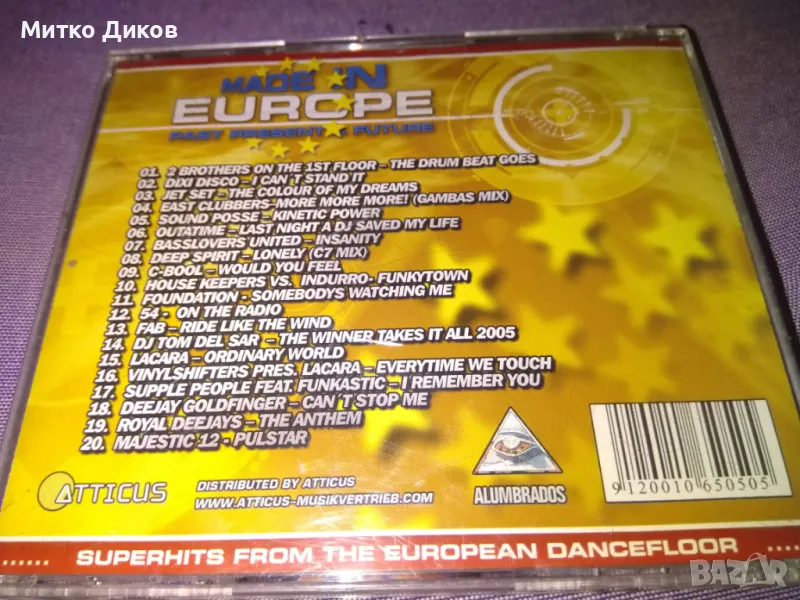 Митко Диков
MADE IN
EUROPE
PAST PRESENT & FUTURE
01. 2 BROTHERS ON THE 1ST FLOOR – THE DRUM BEAT GOES
02. DIXI DISCO – I CAN´T STAND IT
03. JET SET – THE COLOUR OF MY DREAMS
04. EAST CLUBBERS–MORE MORE MORE! (GAMBAS MIX)
05. SOUND POSSE – KINETIC POWER
06. OUTATIME – LAST NIGHT A DJ SAVED MY LIFE
07. BASSLOVERS UNITED – INSANITY
08. DEEP SPIRIT – LONELY (C7 MIX)
09. C-BOOL – WOULD YOU FEEL
10. HOUSE KEEPERS VS. INDURRO- FUNKYTOWN
11. FOUNDATION - SOMEBODYS WATCHING ME
12. 54 - ON THE RADIO
13. FAB – RIDE LIKE THE WIND
14. DJ TOM DEL SAR – THE WINNER TAKES IT ALL 2005
15. LACARA – ORDINARY WORLD
16. VINYLSHIFTERS PRES. LACARA – EVERYTIME WE TOUCH
17. SUPPLE PEOPLE FEAT. FUNKASTIC – I REMEMBER YOU
18. DEEJAY GOLDFINGER – CAN´T STOP ME
19. ROYAL DEEJAYS – THE ANTHEM
20. MAJESTIC 12 - PULSTAR
ATTICUS
DISTRIBUTED BY ATTICUS
WWW.ATTICUS-MUSIKVERTRIEB.COM
ALUMBRADOS
9 120010 650505
SUPERHITS FROM THE EUROPEAN DANCEFLOOR
BAZAR